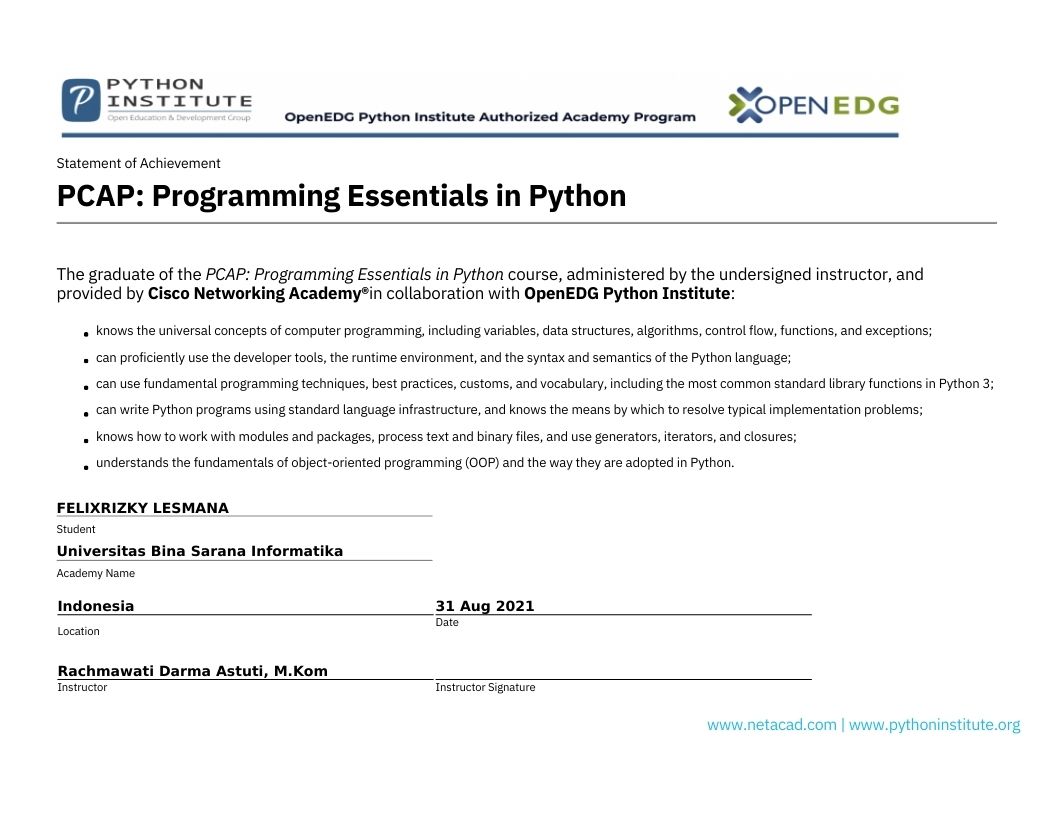 PYTHON
INSTITUTE
Open Education & Development Group
OpenEDG Python Institute Authorized Academy Program
OPENEDG
Statement of Achievement
PCAP: Programming Essentials in Python
The graduate of the PCAP: Programming Essentials in Python course, administered by the undersigned instructor, and
provided by Cisco Networking Academy®in collaboration with OpenEDG Python Institute:
• knows the universal concepts of computer programming, including variables, data structures, algorithms, control flow, functions, and exceptions;
• can proficiently use the developer tools, the runtime environment, and the syntax and semantics of the Python language;
• can use fundamental programming techniques, best practices, customs, and vocabulary, including the most common standard library functions in Python 3;
• can write Python programs using standard language infrastructure, and knows the means by which to resolve typical implementation problems;
• knows how to work with modules and packages, process text and binary files, and use generators, iterators, and closures;
• understands the fundamentals of object-oriented programming (OOP) and the way they are adopted in Python.
FELIXRIZKY LESMANA
Student
Universitas Bina Sarana Informatika
Academy Name
Indonesia
Location
31 Aug 2021
Date
Rachmawati Darma Astuti, M.Kom
Instructor
Instructor Signature
www.netacad.com | www.pythoninstitute.org